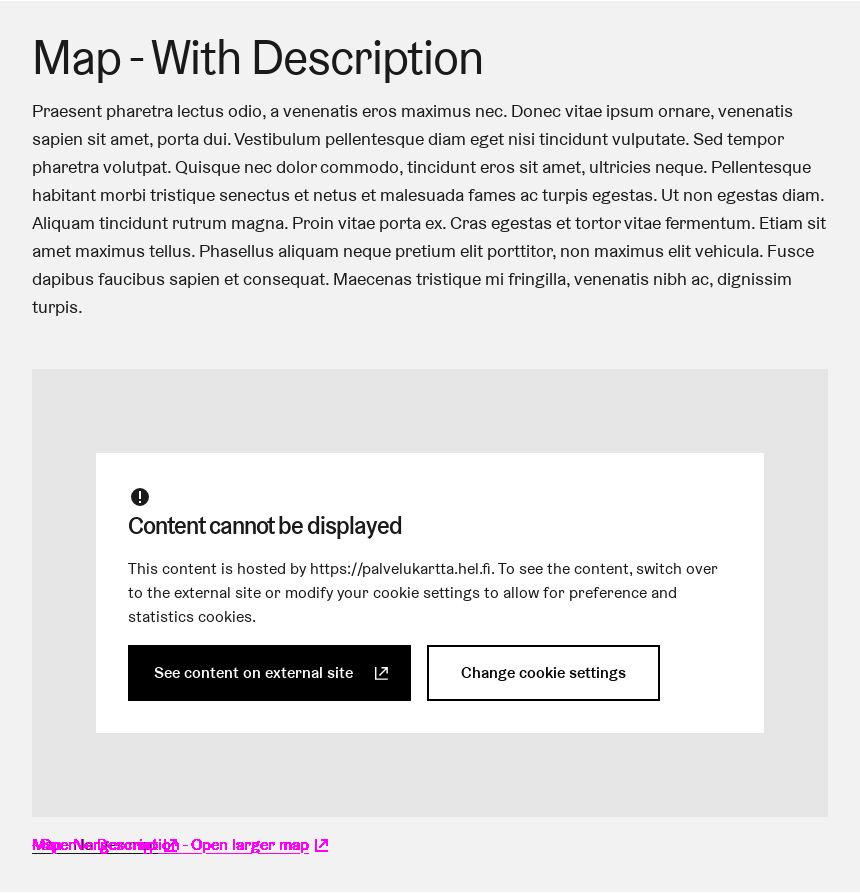 Map - With Description
Praesent pharetra lectus odio, a venenatis eros maximus nec. Donec vitae ipsum ornare, venenatis
sapien sit amet, porta dui. Vestibulum pellentesque diam eget nisi tincidunt vulputate. Sed tempor
pharetra volutpat. Quisque nec dolor commodo, tincidunt eros sit amet, ultricies neque. Pellentesque
habitant morbi tristique senectus et netus et malesuada fames ac turpis egestas. Ut non egestas diam.
Aliquam tincidunt rutrum magna. Proin vitae porta ex. Cras egestas et tortor vitae fermentum. Etiam sit
amet maximus tellus. Phasellus aliquam neque pretium elit porttitor, non maximus elit vehicula. Fusce
dapibus faucibus sapien et consequat. Maecenas tristique mi fringilla, venenatis nibh ac, dignissim
turpis.
Content cannot be displayed
This content is hosted by https://palvelukartta.hel.fi. To see the content, switch over
to the external site or modify your cookie settings to allow for preference and
statistics cookies.
See content on external site
Change cookie settings
- Open larger map